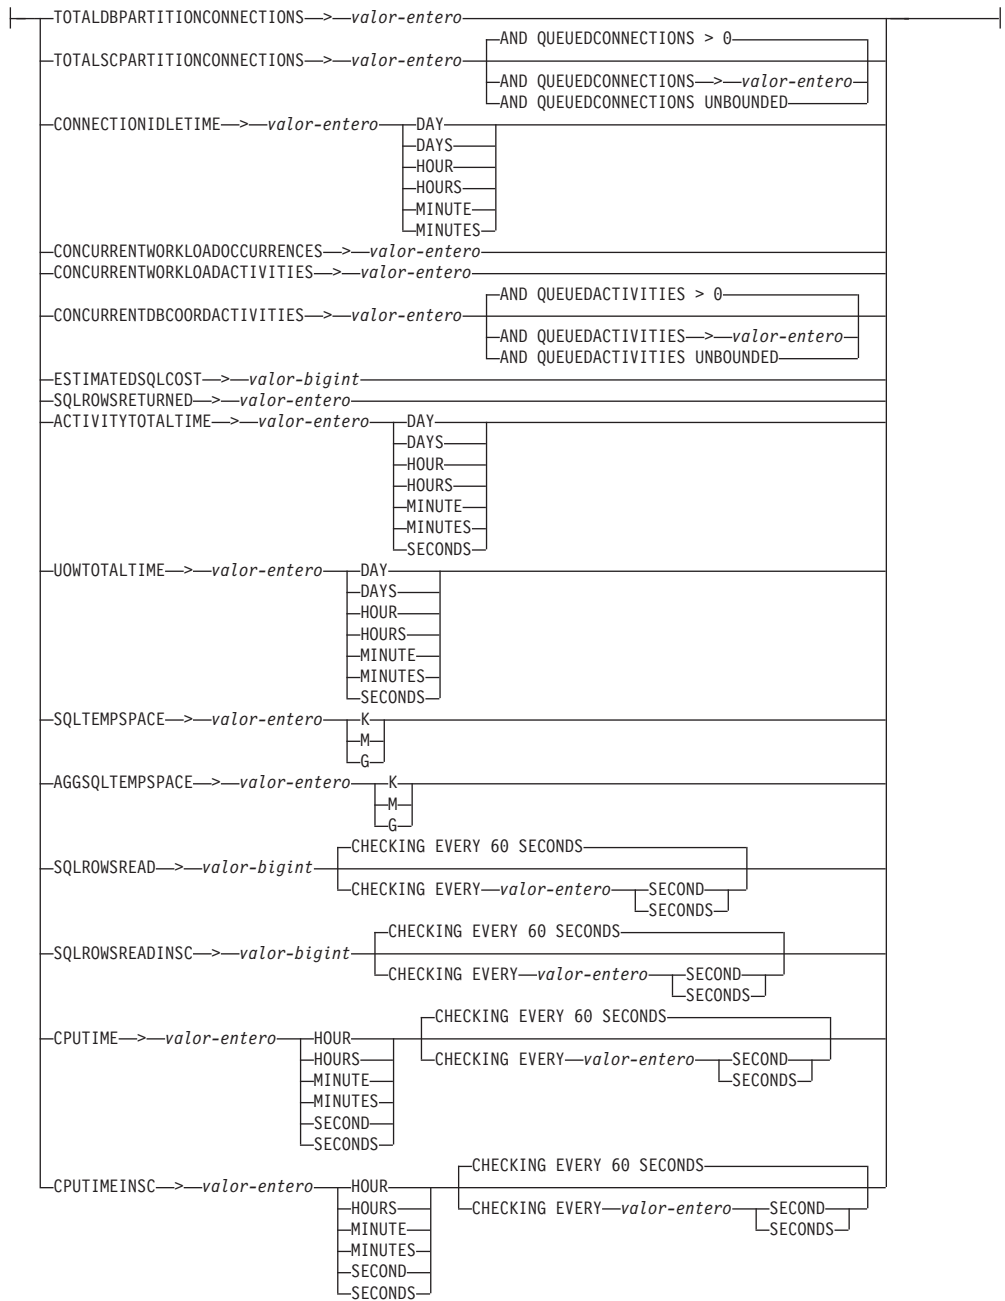 TOTALDBPARTITIONCONNECTIONS > valor-entero
AND QUEUEDCONNECTIONS > 0
TOTALSCPARTITIONCONNECTIONS > valor-entero
AND QUEUEDCONNECTIONS > valor-entero
AND QUEUEDCONNECTIONS UNBOUNDED
CONNECTIONIDLETIME > valor-entero DAY
DAYS
HOUR
HOURS
MINUTE
MINUTES
CONCURRENTWORKLOADOCCURRENCES > valor-entero
CONCURRENTWORKLOADACTIVITIES > valor-entero
AND QUEUEDACTIVITIES > 0
CONCURRENTDBCOORDACTIVITIES > valor-entero
AND QUEUEDACTIVITIES > valor-entero
AND QUEUEDACTIVITIES UNBOUNDED
ESTIMATEDSQLCOST > valor-bigint
SQLROWSRETURNED > valor-entero
ACTIVITYTOTALTIME > valor-entero DAY
DAYS
HOUR
HOURS
MINUTE
MINUTES
SECONDS
UOWTOTALTIME > valor-entero DAY
DAYS
HOUR
HOURS
MINUTE
MINUTES
SECONDS
SQLTEMPSPACE > valor-entero K
M
G
AGGSQLTEMPSPACE > valor-entero K
M
G
CHECKING EVERY 60 SECONDS
SQLROWSREAD > valor-bigint
CHECKING EVERY valor-entero SECOND
SECONDS
CHECKING EVERY 60 SECONDS
SQLROWSREADINSC > valor-bigint
CHECKING EVERY valor-entero SECOND
SECONDS
CHECKING EVERY 60 SECONDS
CPUTIME > valor-entero HOUR
HOURS CHECKING EVERY valor-entero SECOND
MINUTE SECONDS
MINUTES
SECOND
SECONDS
CHECKING EVERY 60 SECONDS
CPUTIMEINSC > valor-entero HOUR
HOURS CHECKING EVERY valor-entero SECOND
MINUTE SECONDS
MINUTES
SECOND
SECONDS